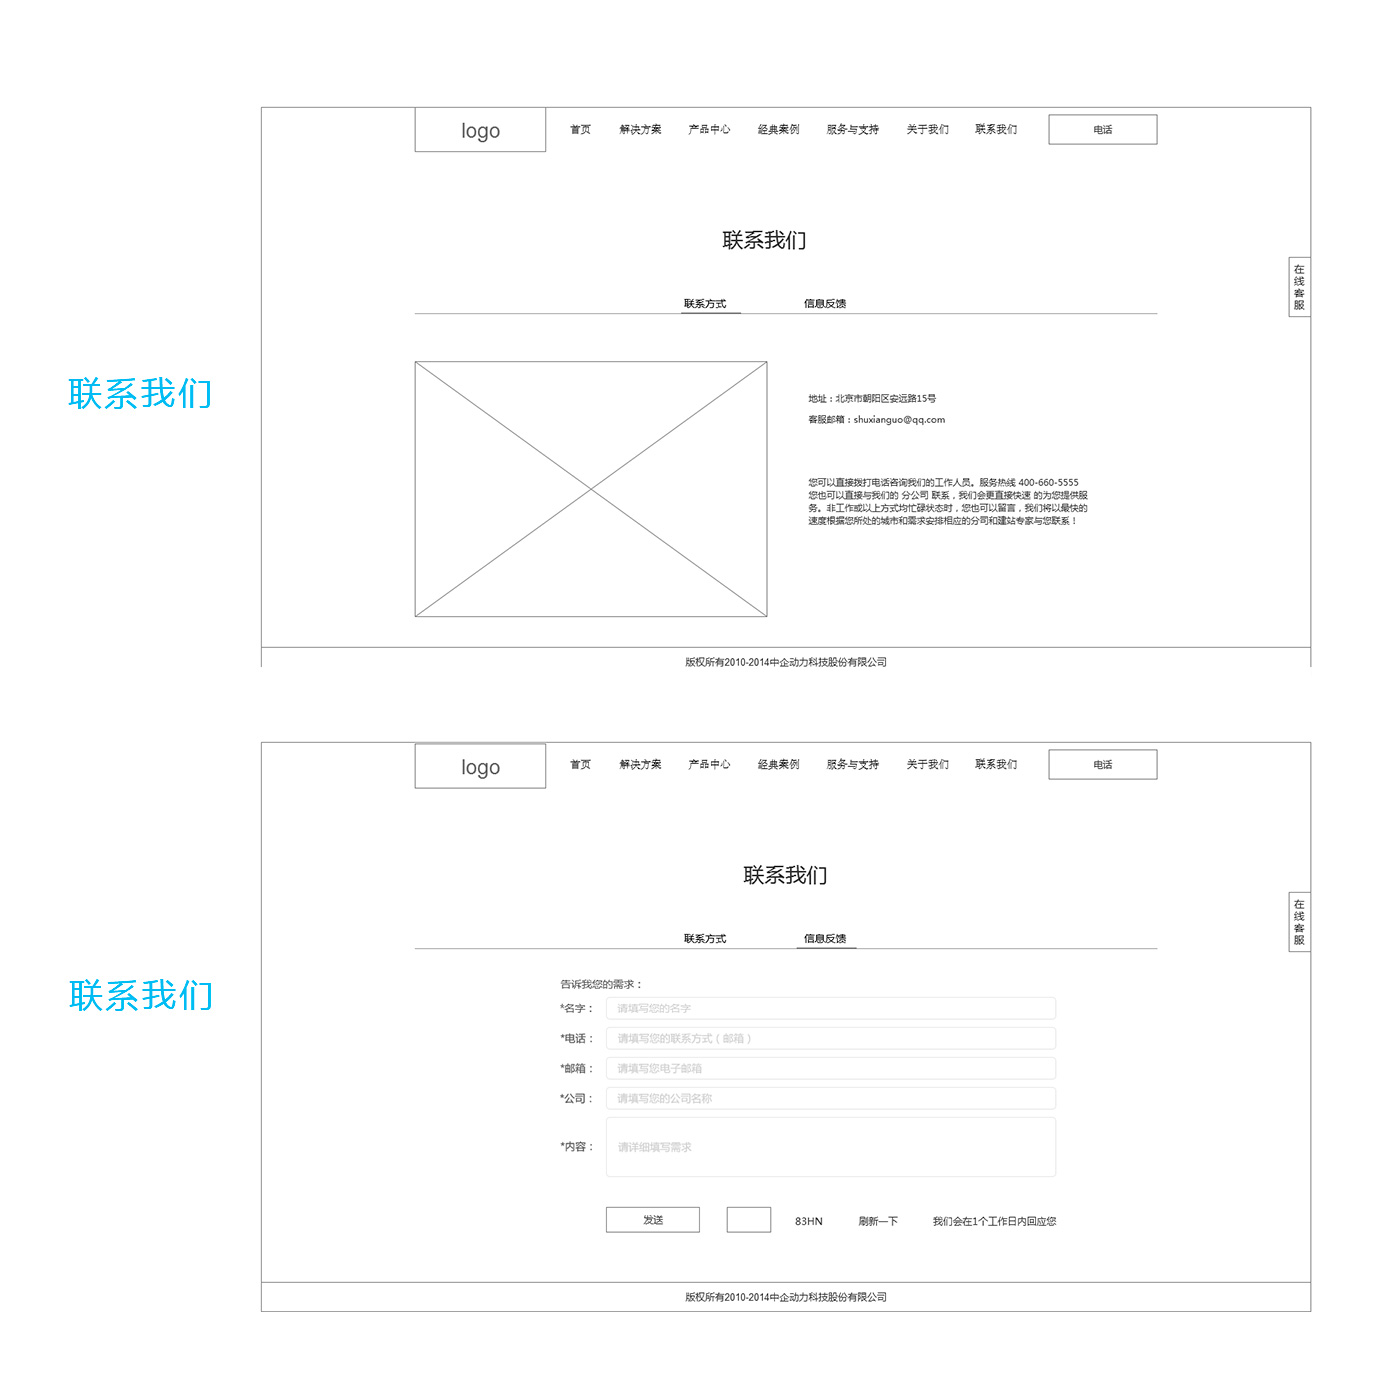 logo 首页 解决方案 产品中心 经典案例 服务与支持 关于我们 联系我们 电话
联系我们
在线客服
联系方式 信息反馈
联系我们
地址：北京市朝阳区安远路15号
客服邮箱：shuxianguo@qq.com
您可以直接拨打电话咨询我们的工作人员。服务热线 400-660-5555
您也可以直接与我们的 分公司 联系，我们会更直接快速 的为您提供服
务。非工作或以上方式均忙碌状态时，您也可以留言，我们将以最快的
速度根据您所处的城市和需求安排相应的分司和建站专家与您联系！
版权所有2010-2014中企动力科技股份有限公司
logo 首页 解决方案 产品中心 经典案例 服务与支持 关于我们 联系我们 电话
联系我们
在线客服
联系方式 信息反馈
联系我们
告诉我您的需求：
*名字： 请填写您的名字
*电话： 请填写您的联系方式（邮箱）
*邮箱： 请填写您电子邮箱
*公司： 请填写您的公司名称
*内容： 请详细填写需求
发送 83HN 刷新一下 我们会在1个工作日内回应您
版权所有2010-2014中企动力科技股份有限公司